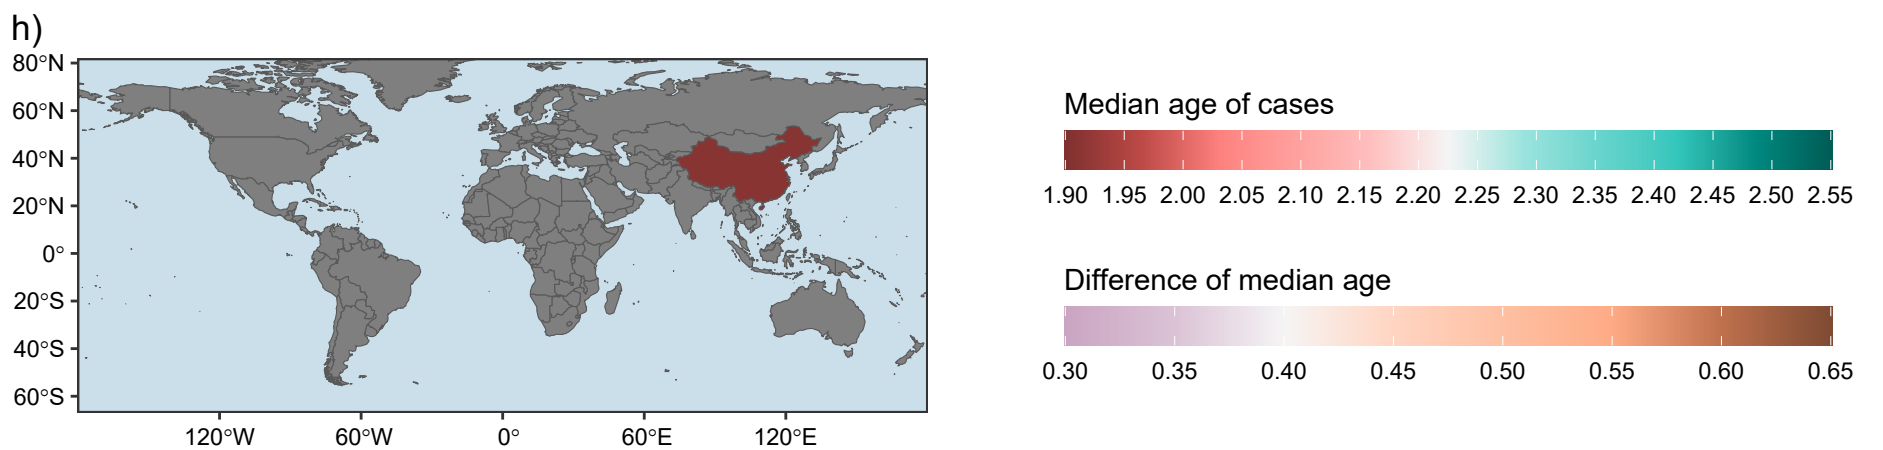 h)
80°N
60°N
40°N
20°N
0°
20°S
40°S
60°S
120°W 60°W 0° 60°E 120°E
Median age of cases
1.90 1.95 2.00 2.05 2.10 2.15 2.20 2.25 2.30 2.35 2.40 2.45 2.50 2.55
Difference of median age
0.30 0.35 0.40 0.45 0.50 0.55 0.60 0.65